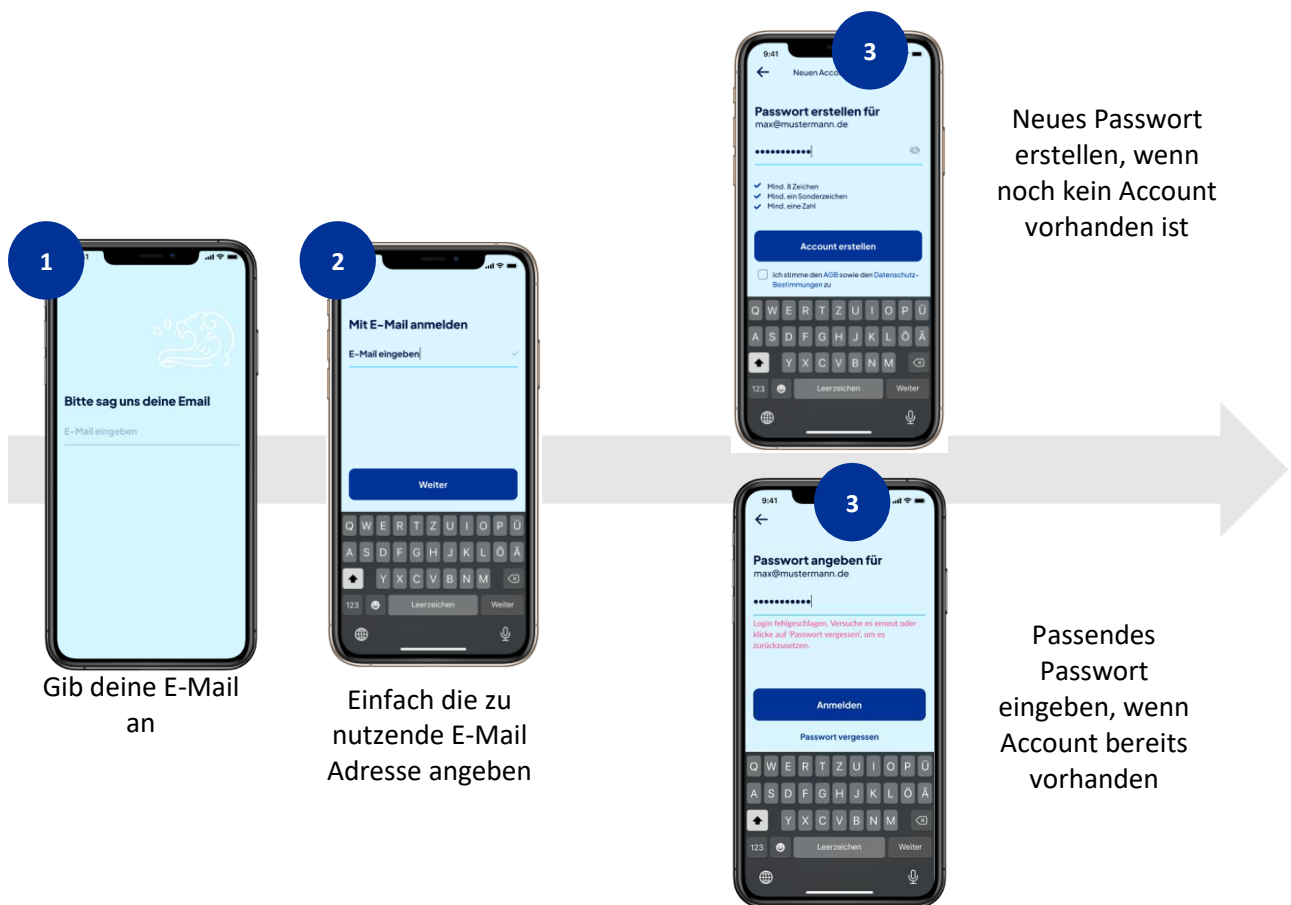 1
Bitte sag uns deine Email
E-Mail eingeben
Gib deine E-Mail
an
2
Mit E-Mail anmelden
E-Mail eingeben
Weiter
Q W E R T Z U I O P Ü
A S D F G H J K L Ö Ä
Y X C V B N M
123 Leerzeichen Weiter
Einfach die zu
nutzende E-Mail
Adresse angeben
3
9:41
Neuen Acco
Passwort erstellen für
max@mustermann.de
Mind. 8 Zeichen
Mind. ein Sonderzeichen
Mind. eine Zahl
Account erstellen
Ich stimme den AGB sowie den Datenschutz-
Bestimmungen zu
Q W E R T Z U I O P Ü
A S D F G H J K L Ö Ä
Y X C V B N M
123 Leerzeichen Weiter
Neues Passwort
erstellen, wenn
noch kein Account
vorhanden ist
3
9:41
Passwort angeben für
max@mustermann.de
Login fehlgeschlagen. Versuche es erneut oder
klicke auf 'Passwort vergessen', um es
zurückzusetzen.
Anmelden
Passwort vergessen
Q W E R T Z U I O P Ü
A S D F G H J K L Ö Ä
Y X C V B N M
123 Leerzeichen Weiter
Passendes
Passwort
eingeben, wenn
Account bereits
vorhanden